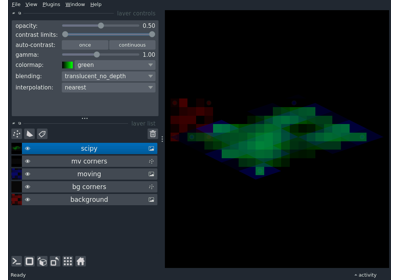 File View Plugins Window Help
layer controls
opacity: 0.50
contrast limits:
auto-contrast: once continuous
gamma: 1.00
colormap: green
blending: translucent_no_depth
interpolation: nearest
layer list
scipy
mv corners
moving
bg corners
background
Ready
activity